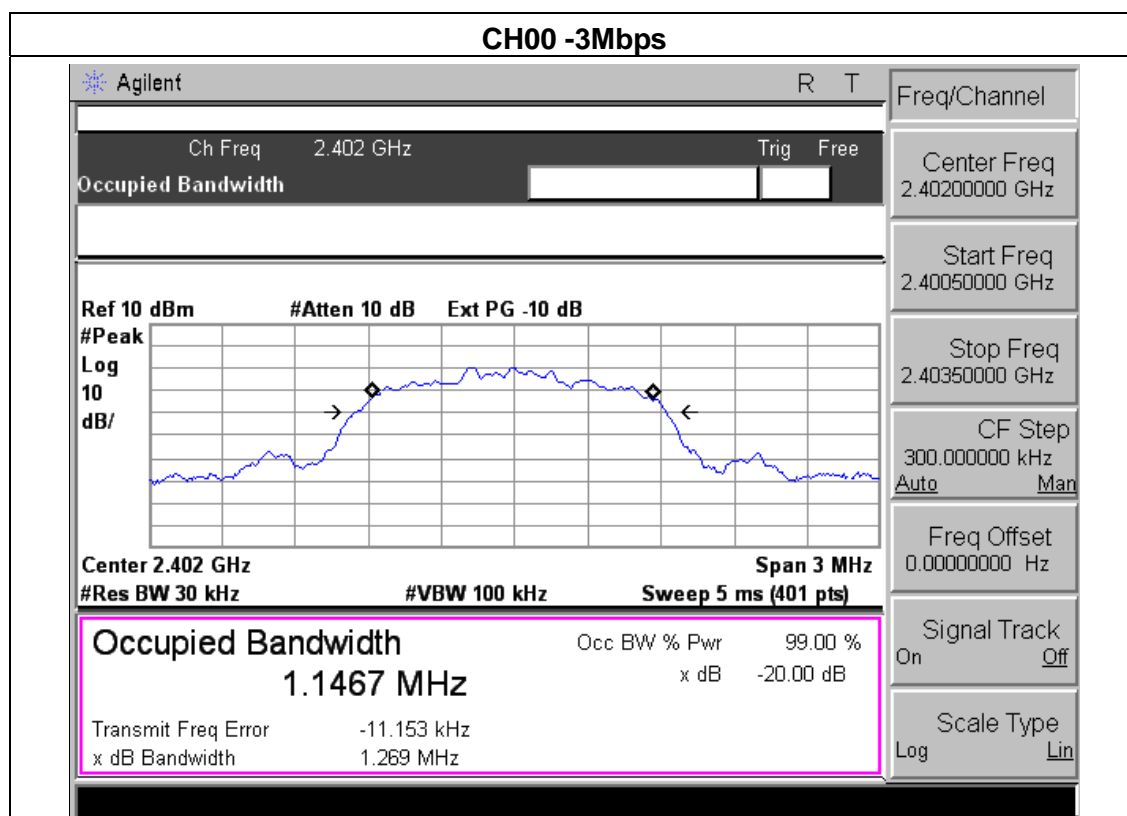 CH00 -3Mbps
Agilent R T
Ch Freq 2.402 GHz Trig Free
Occupied Bandwidth
Ref 10 dBm #Atten 10 dB Ext PG -10 dB
#Peak
Log
10
dB/
Center 2.402 GHz Span 3 MHz
#Res BW 30 kHz #VBW 100 kHz Sweep 5 ms (401 pts)
Occupied Bandwidth Occ BW % Pwr 99.00 %
1.1467 MHz x dB -20.00 dB
Transmit Freq Error -11.153 kHz
x dB Bandwidth 1.269 MHz
Freq/Channel
Center Freq
2.40200000 GHz
Start Freq
2.40050000 GHz
Stop Freq
2.40350000 GHz
CF Step
300.000000 kHz
Auto Man
Freq Offset
0.00000000 Hz
Signal Track
On Off
Scale Type
Log Lin